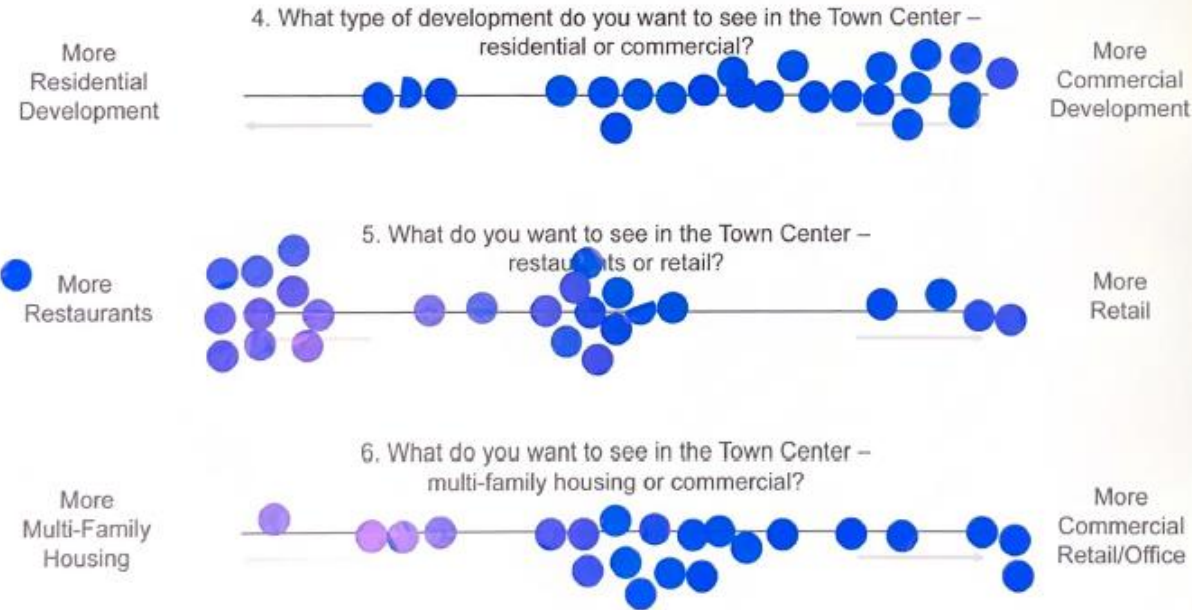 4. What type of development do you want to see in the Town Center –
residential or commercial?
More
Residential
Development
More
Commercial
Development
5. What do you want to see in the Town Center –
restaurants or retail?
More
Restaurants
More
Retail
6. What do you want to see in the Town Center –
multi-family housing or commercial?
More
Multi-Family
Housing
More
Commercial
Retail/Office